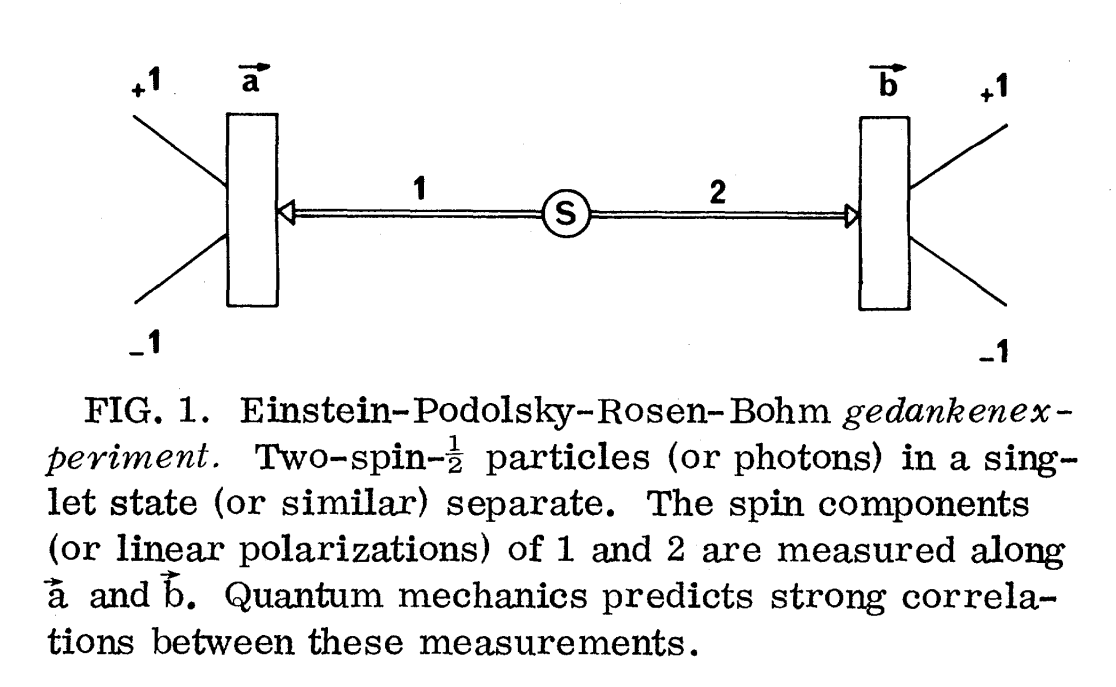 +1 a⃗ b⃗ +1
1 S 2
-1 -1
FIG. 1. Einstein-Podolsky-Rosen-Bohm gedankenex-
periment. Two-spin-½ particles (or photons) in a sing-
let state (or similar) separate. The spin components
(or linear polarizations) of 1 and 2 are measured along
a⃗ and b⃗. Quantum mechanics predicts strong correla-
tions between these measurements.